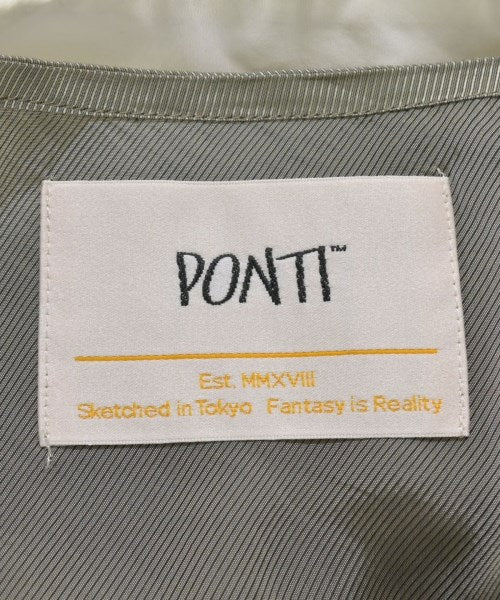 PONTI™
Est. MMXVIII
Sketched in Tokyo Fantasy is Reality